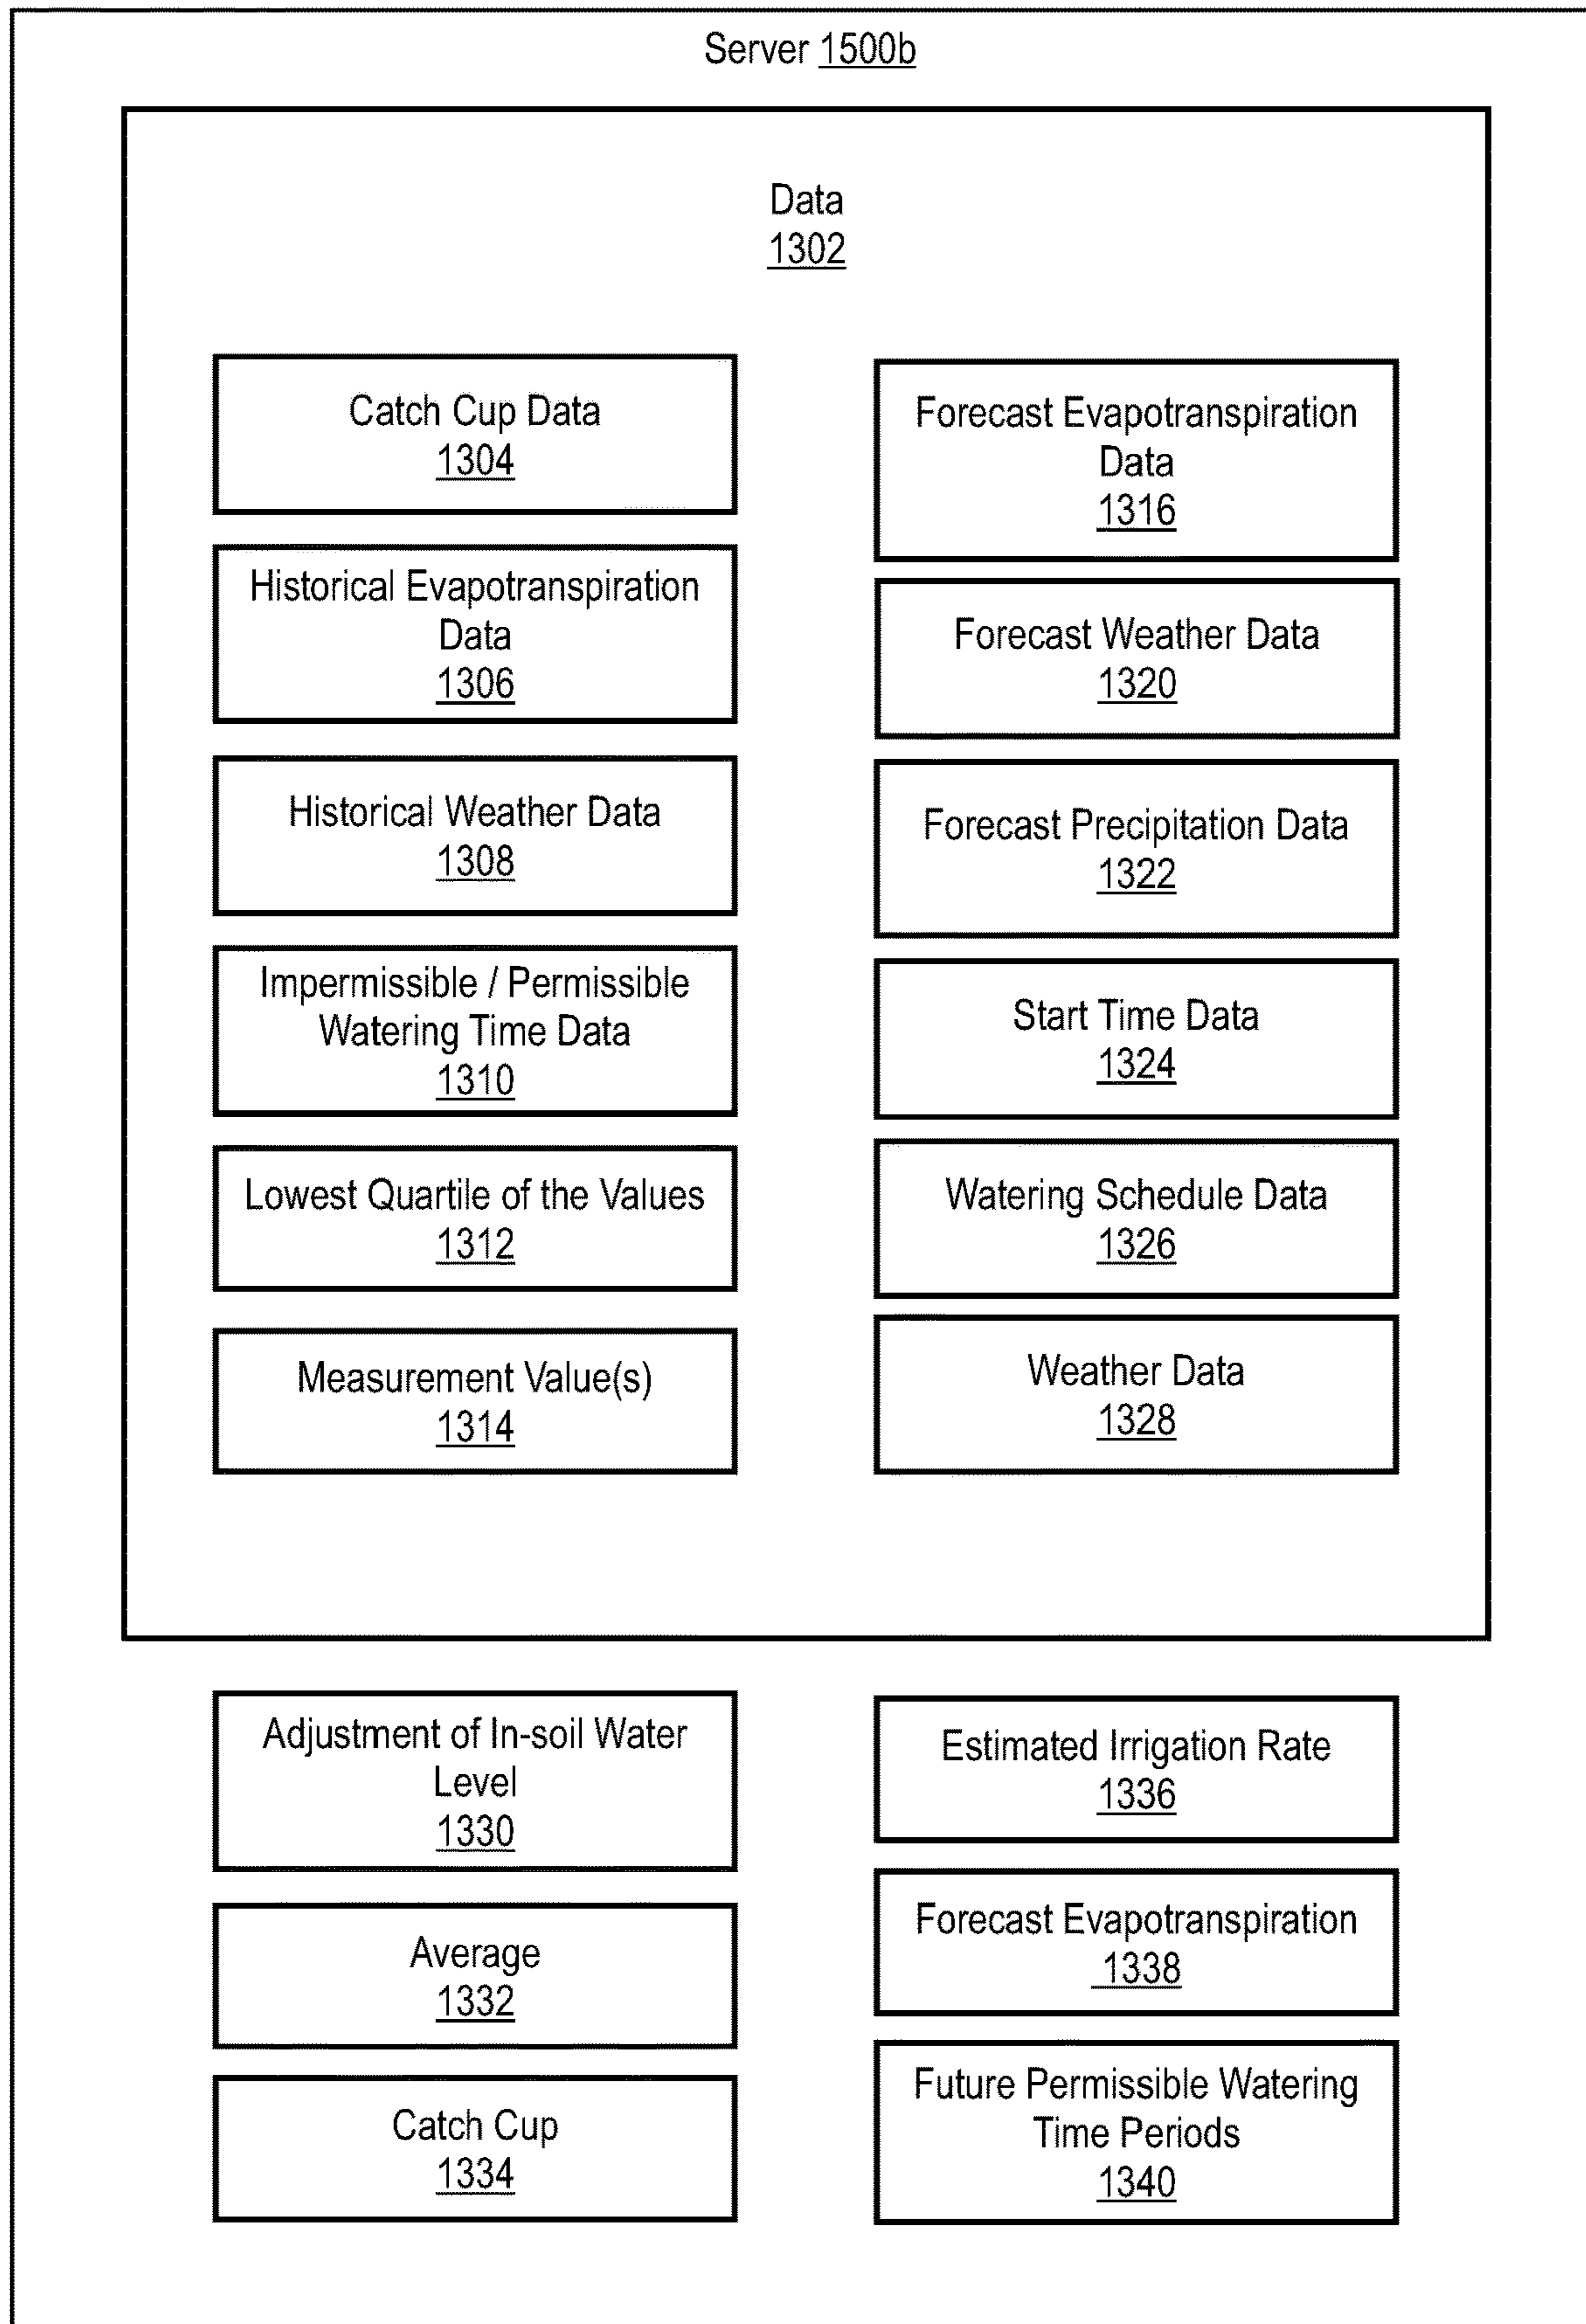 Server 1500b
Data
1302
Catch Cup Data
1304
Historical Evapotranspiration
Data
1306
Historical Weather Data
1308
Impermissible / Permissible
Watering Time Data
1310
Lowest Quartile of the Values
1312
Measurement Value(s)
1314
Forecast Evapotranspiration
Data
1316
Forecast Weather Data
1320
Forecast Precipitation Data
1322
Start Time Data
1324
Watering Schedule Data
1326
Weather Data
1328
Adjustment of In-soil Water
Level
1330
Average
1332
Catch Cup
1334
Estimated Irrigation Rate
1336
Forecast Evapotranspiration
1338
Future Permissible Watering
Time Periods
1340